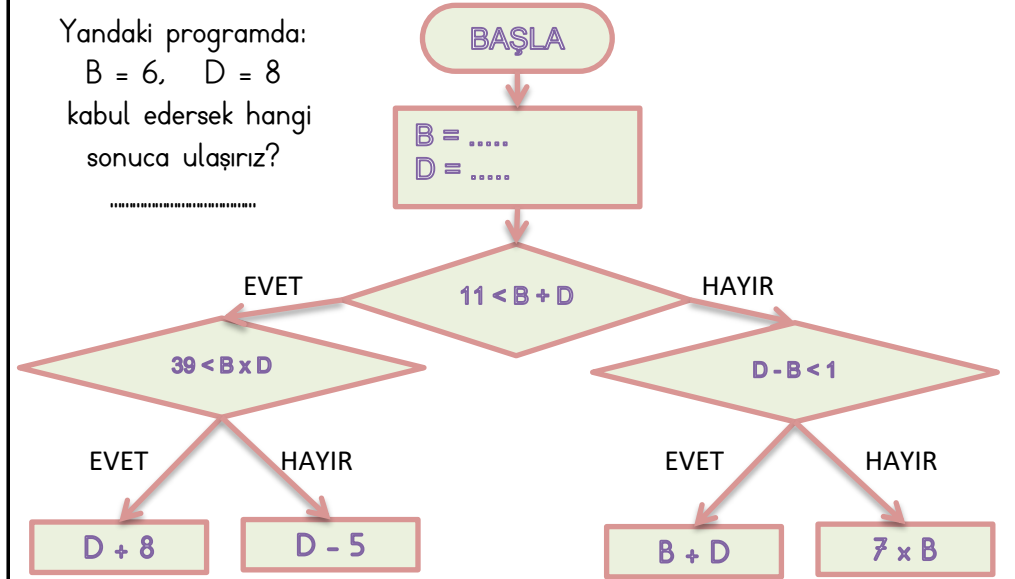 Yandaki programda:
B = 6, D = 8
kabul edersek hangi
sonuca ulaşırız?
.......................................
BAŞLA
B = .....
D = .....
11 < B + D
EVET
HAYIR
39 < B x D
D - B < 1
EVET
HAYIR
EVET
HAYIR
D + 8
D - 5
B + D
7 x B